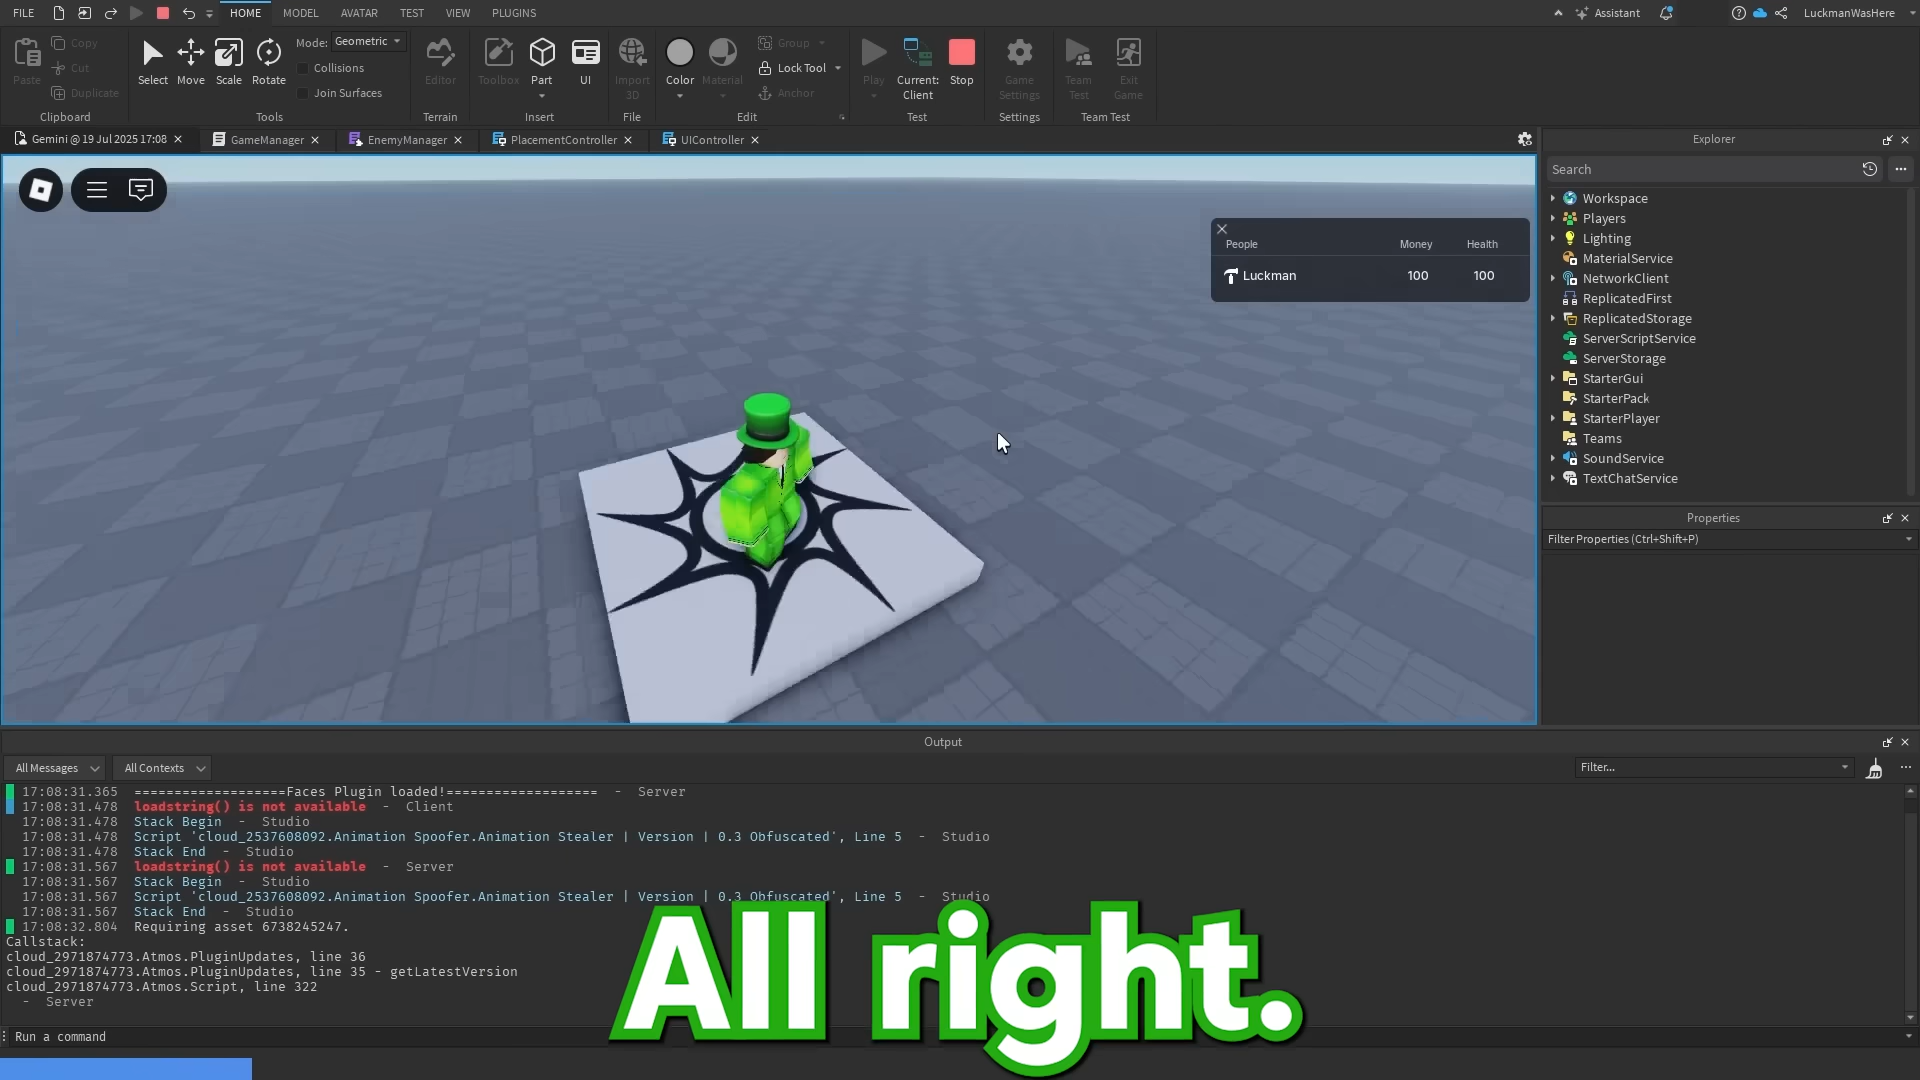 FILE HOME MODEL AVATAR TEST VIEW PLUGINS Assistant LuckmanWasHere
Paste Copy Cut Duplicate
Clipboard
Select Move Scale Rotate
Mode: Geometric
Collisions
Join Surfaces
Tools
Editor
Terrain
Toolbox Part UI
Insert
Import 3D
File
Color Material Group Lock Tool Anchor
Edit
Play Current: Client Stop
Test
Game Settings
Settings
Team Test Exit Game
Team Test
Gemini @ 19 Jul 2025 17:08 GameManager EnemyManager PlacementController UIController
People Money Health
Luckman 100 100
Explorer
Search
Workspace
Players
Lighting
MaterialService
NetworkClient
ReplicatedFirst
ReplicatedStorage
ServerScriptService
ServerStorage
StarterGui
StarterPack
StarterPlayer
Teams
SoundService
TextChatService
Properties
Filter Properties (Ctrl+Shift+P)
Output
All Messages All Contexts Filter...
17:08:31.365 ===================Faces Plugin loaded!=================== - Server
17:08:31.478 loadstring() is not available - Client
17:08:31.478 Stack Begin - Studio
17:08:31.478 Script 'cloud_2537608092.Animation Spoofer.Animation Stealer | Version | 0.3 Obfuscated', Line 5 - Studio
17:08:31.478 Stack End - Studio
17:08:31.567 loadstring() is not available - Server
17:08:31.567 Stack Begin - Studio
17:08:31.567 Script 'cloud_2537608092.Animation Spoofer.Animation Stealer | Version | 0.3 Obfuscated', Line 5 - Studio
17:08:31.567 Stack End - Studio
17:08:32.804 Requiring asset 6738245247.
Callstack:
cloud_2971874773.Atmos.PluginUpdates, line 36
cloud_2971874773.Atmos.PluginUpdates, line 35 - getLatestVersion
cloud_2971874773.Atmos.Script, line 322
- Server
All right.
Run a command